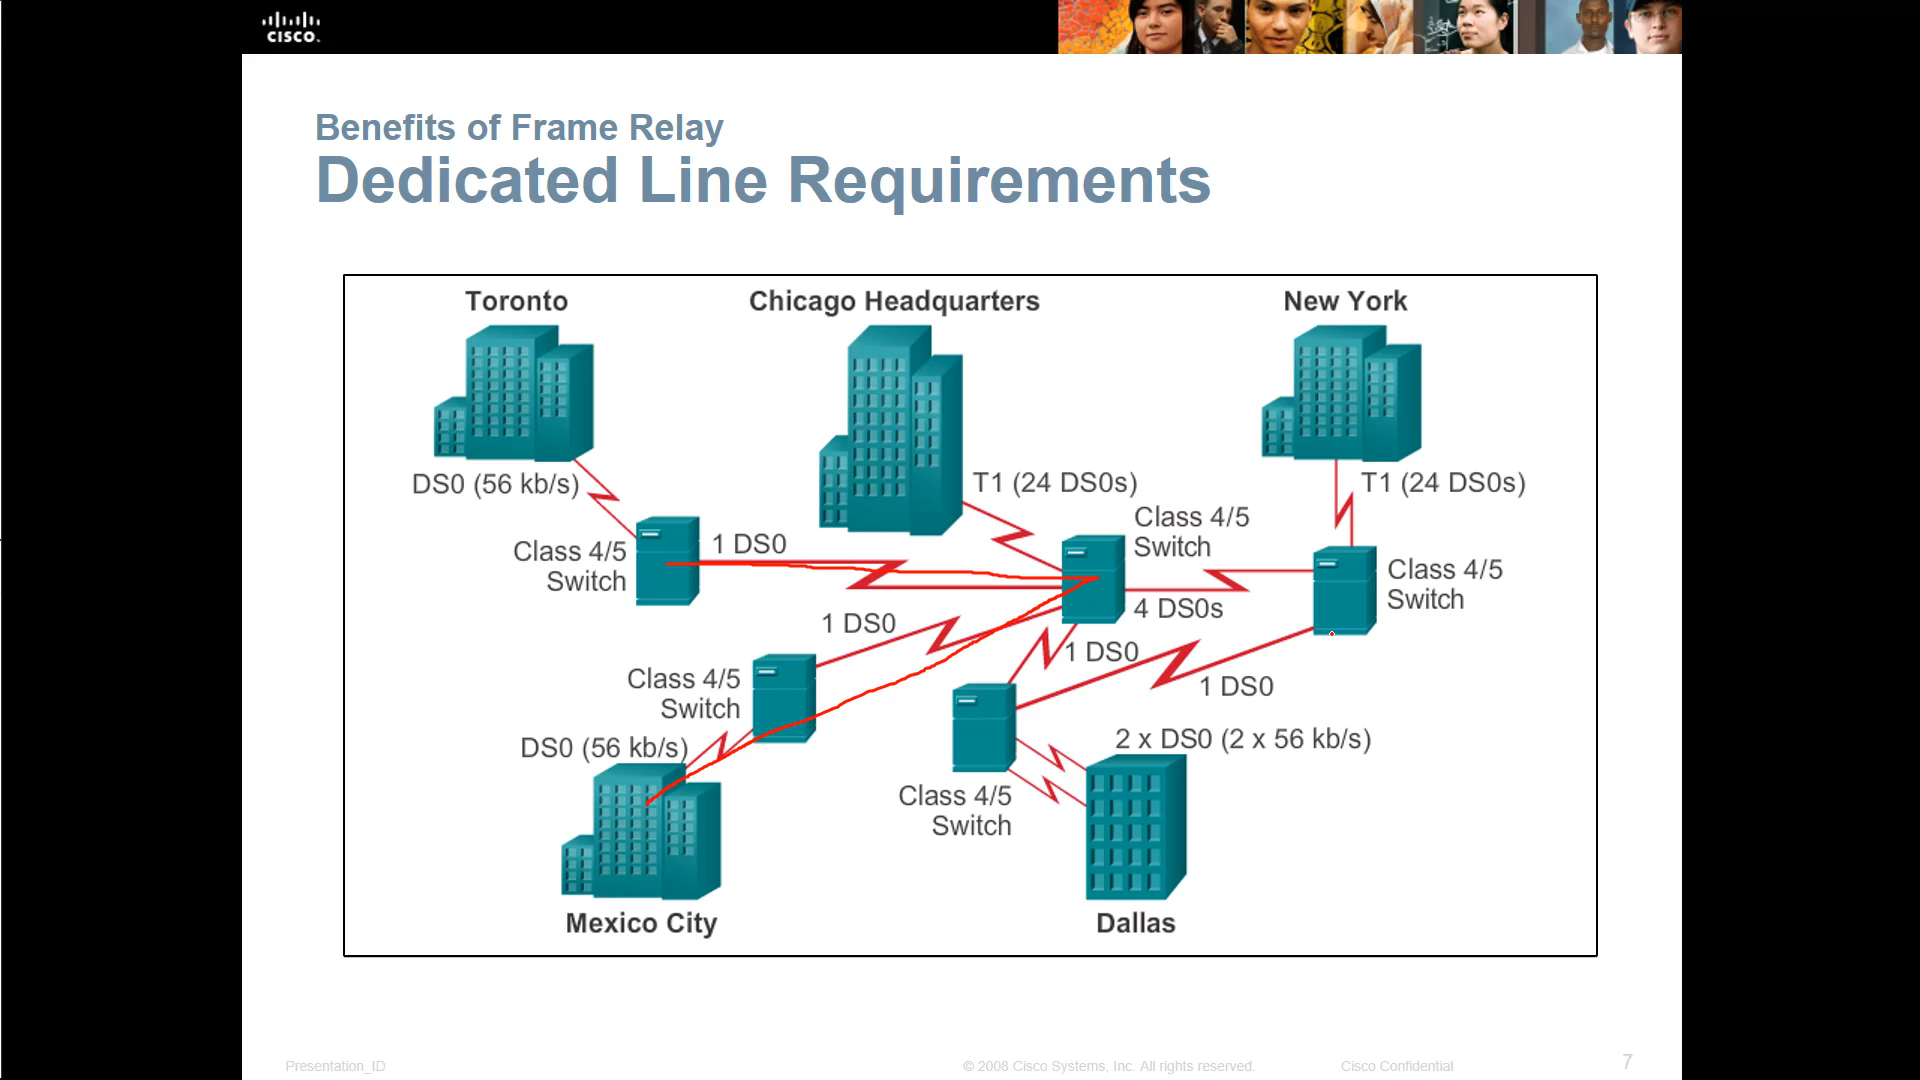 CISCO.
Benefits of Frame Relay
Dedicated Line Requirements
Toronto
Chicago Headquarters
New York
DS0 (56 kb/s)
T1 (24 DS0s)
T1 (24 DS0s)
Class 4/5
Switch
1 DS0
Class 4/5
Switch
Class 4/5
Switch
4 DS0s
1 DS0
1 DS0
1 DS0
Class 4/5
Switch
DS0 (56 kb/s)
2 x DS0 (2 x 56 kb/s)
Class 4/5
Switch
Mexico City
Dallas
Presentation_ID
© 2008 Cisco Systems, Inc. All rights reserved.
Cisco Confidential
7